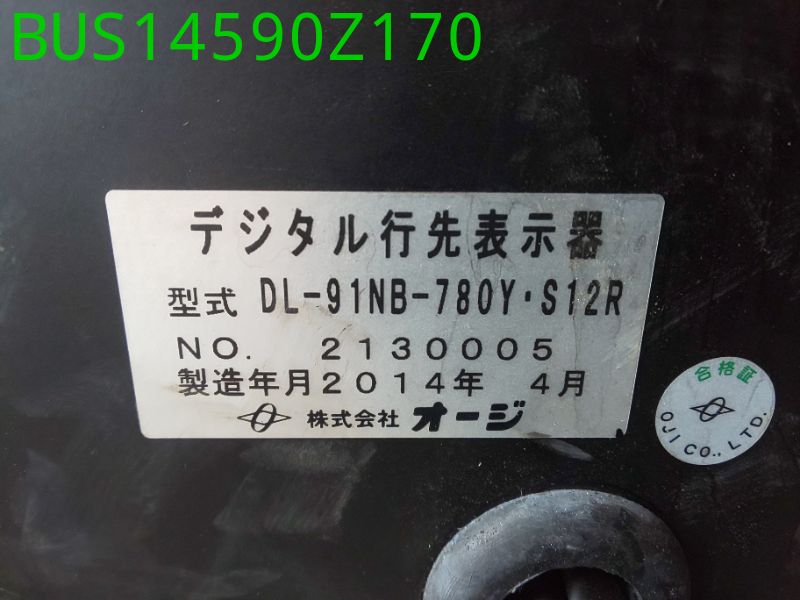 BUS14590Z170
デジタル行先表示器
型式 DL-91NB-780Y・S12R
NO. 2130005
製造年月2014年 4月
株式会社 オージ
合格証
OJI CO., LTD.